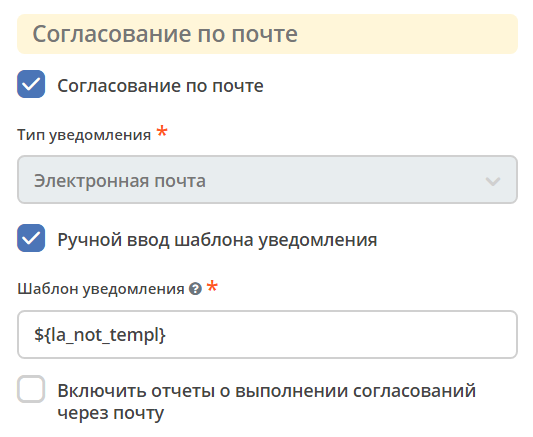 Согласование по почте
Согласование по почте
Тип уведомления *
Электронная почта
Ручной ввод шаблона уведомления
Шаблон уведомления ? *
${la_not_templ}
Включить отчеты о выполнении согласований
через почту